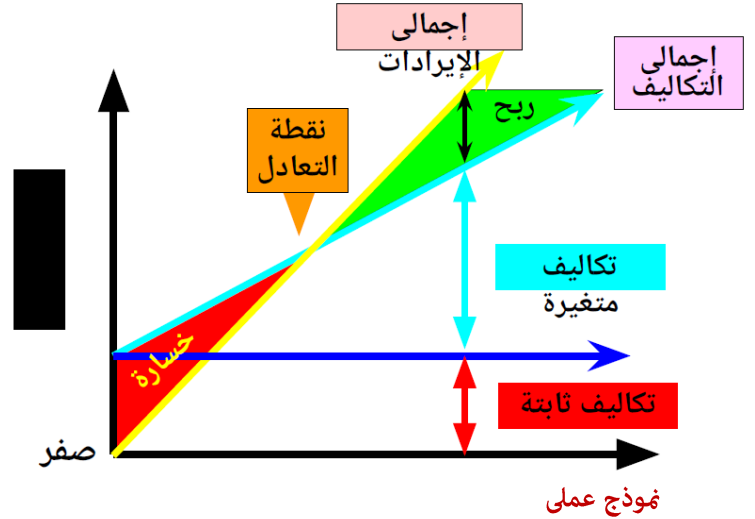 إجمالى
الإيرادات
إجمالى
التكاليف
ربح
نقطة
التعادل
تكاليف
متغيرة
خسارة
تكاليف ثابتة
صفر
نموذج عملى